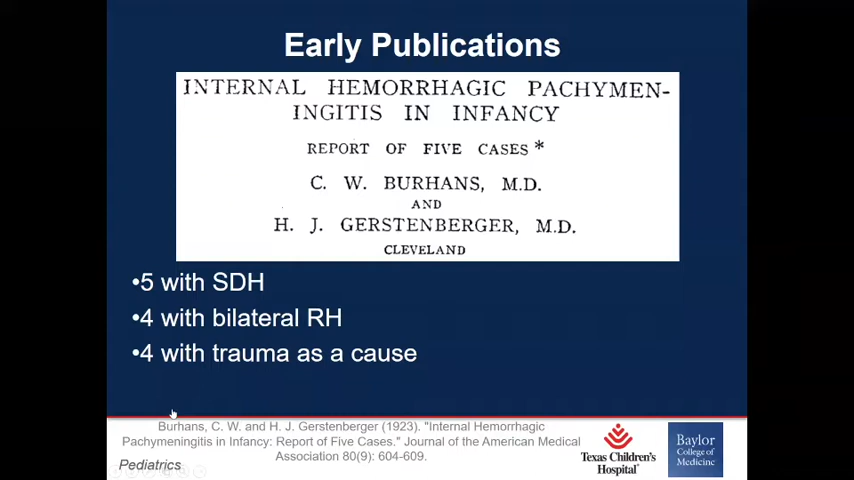 Early Publications
INTERNAL HEMORRHAGIC PACHYMEN-
INGITIS IN INFANCY
REPORT OF FIVE CASES *
C. W. BURHANS, M.D.
AND
H. J. GERSTENBERGER, M.D.
CLEVELAND
•5 with SDH
•4 with bilateral RH
•4 with trauma as a cause
Burhans, C. W. and H. J. Gerstenberger (1923). "Internal Hemorrhagic
Pachymeningitis in Infancy: Report of Five Cases." Journal of the American Medical
Association 80(9): 604-609.
Pediatrics
Texas Children's
Hospital®
Baylor
College of
Medicine